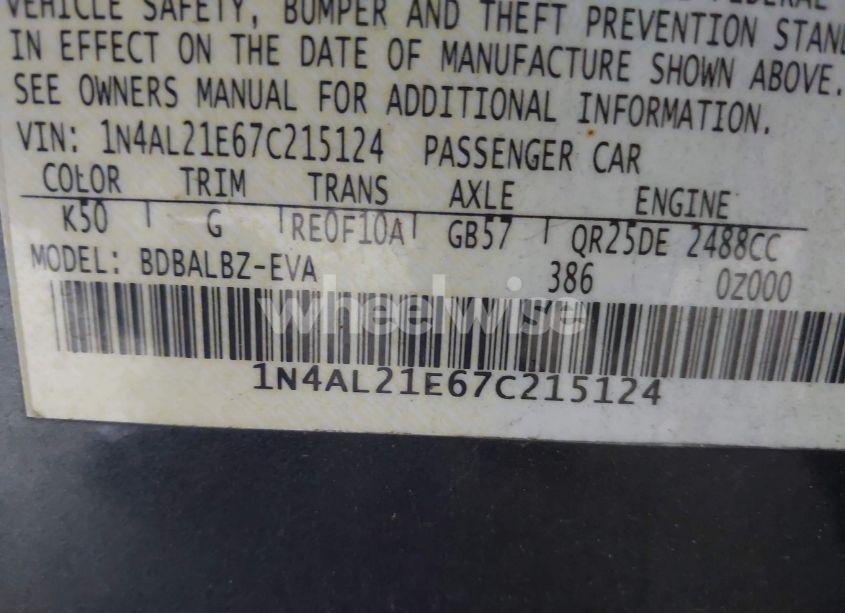 VEHICLE SAFETY, BUMPER AND THEFT PREVENTION
IN EFFECT ON THE DATE OF MANUFACTURE SHOWN ABOVE.
SEE OWNERS MANUAL FOR ADDITIONAL INFORMATION.
VIN: 1N4AL21E67C215124 PASSENGER CAR
COLOR TRIM TRANS AXLE ENGINE
K50 G RE0F10A GB57 QR25DE 2488CC
MODEL: BDBALBZ-EVA 386 0Z000
wheelwise
1N4AL21E67C215124